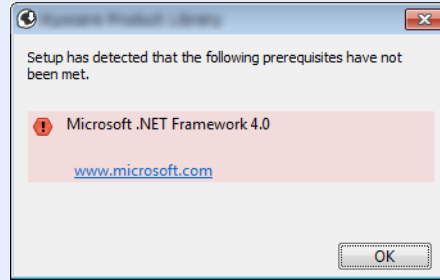 Setup has detected that the following prerequisites have not
been met.
Microsoft .NET Framework 4.0
www.microsoft.com
OK